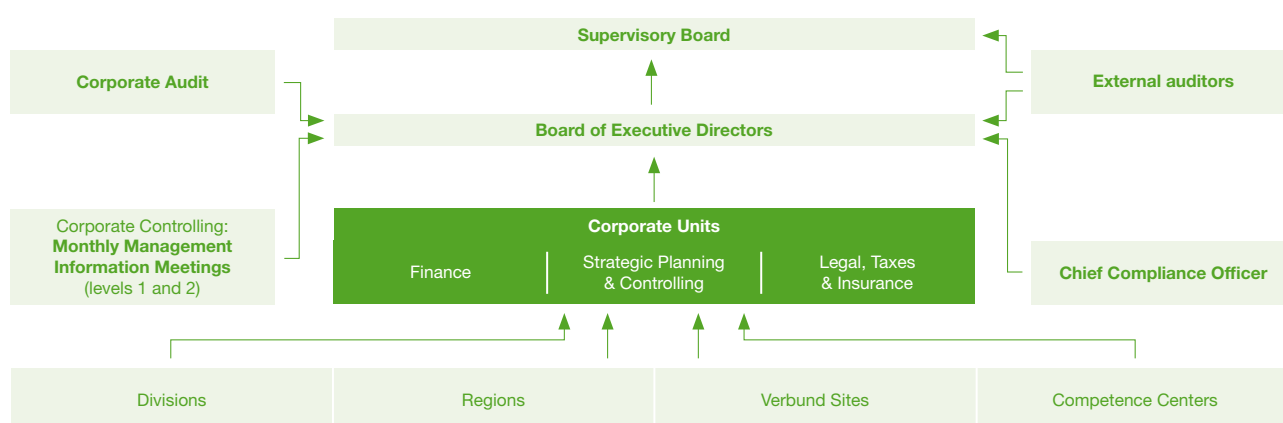 Supervisory Board
Corporate Audit
External auditors
Board of Executive Directors
Corporate Controlling:
Monthly Management
Information Meetings
(levels 1 and 2)
Corporate Units
Finance
Strategic Planning
& Controlling
Legal, Taxes
& Insurance
Chief Compliance Officer
Divisions
Regions
Verbund Sites
Competence Centers